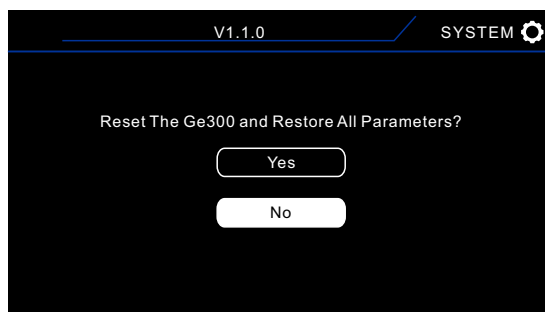 V1.1.0
SYSTEM
Reset The Ge300 and Restore All Parameters?
Yes
No